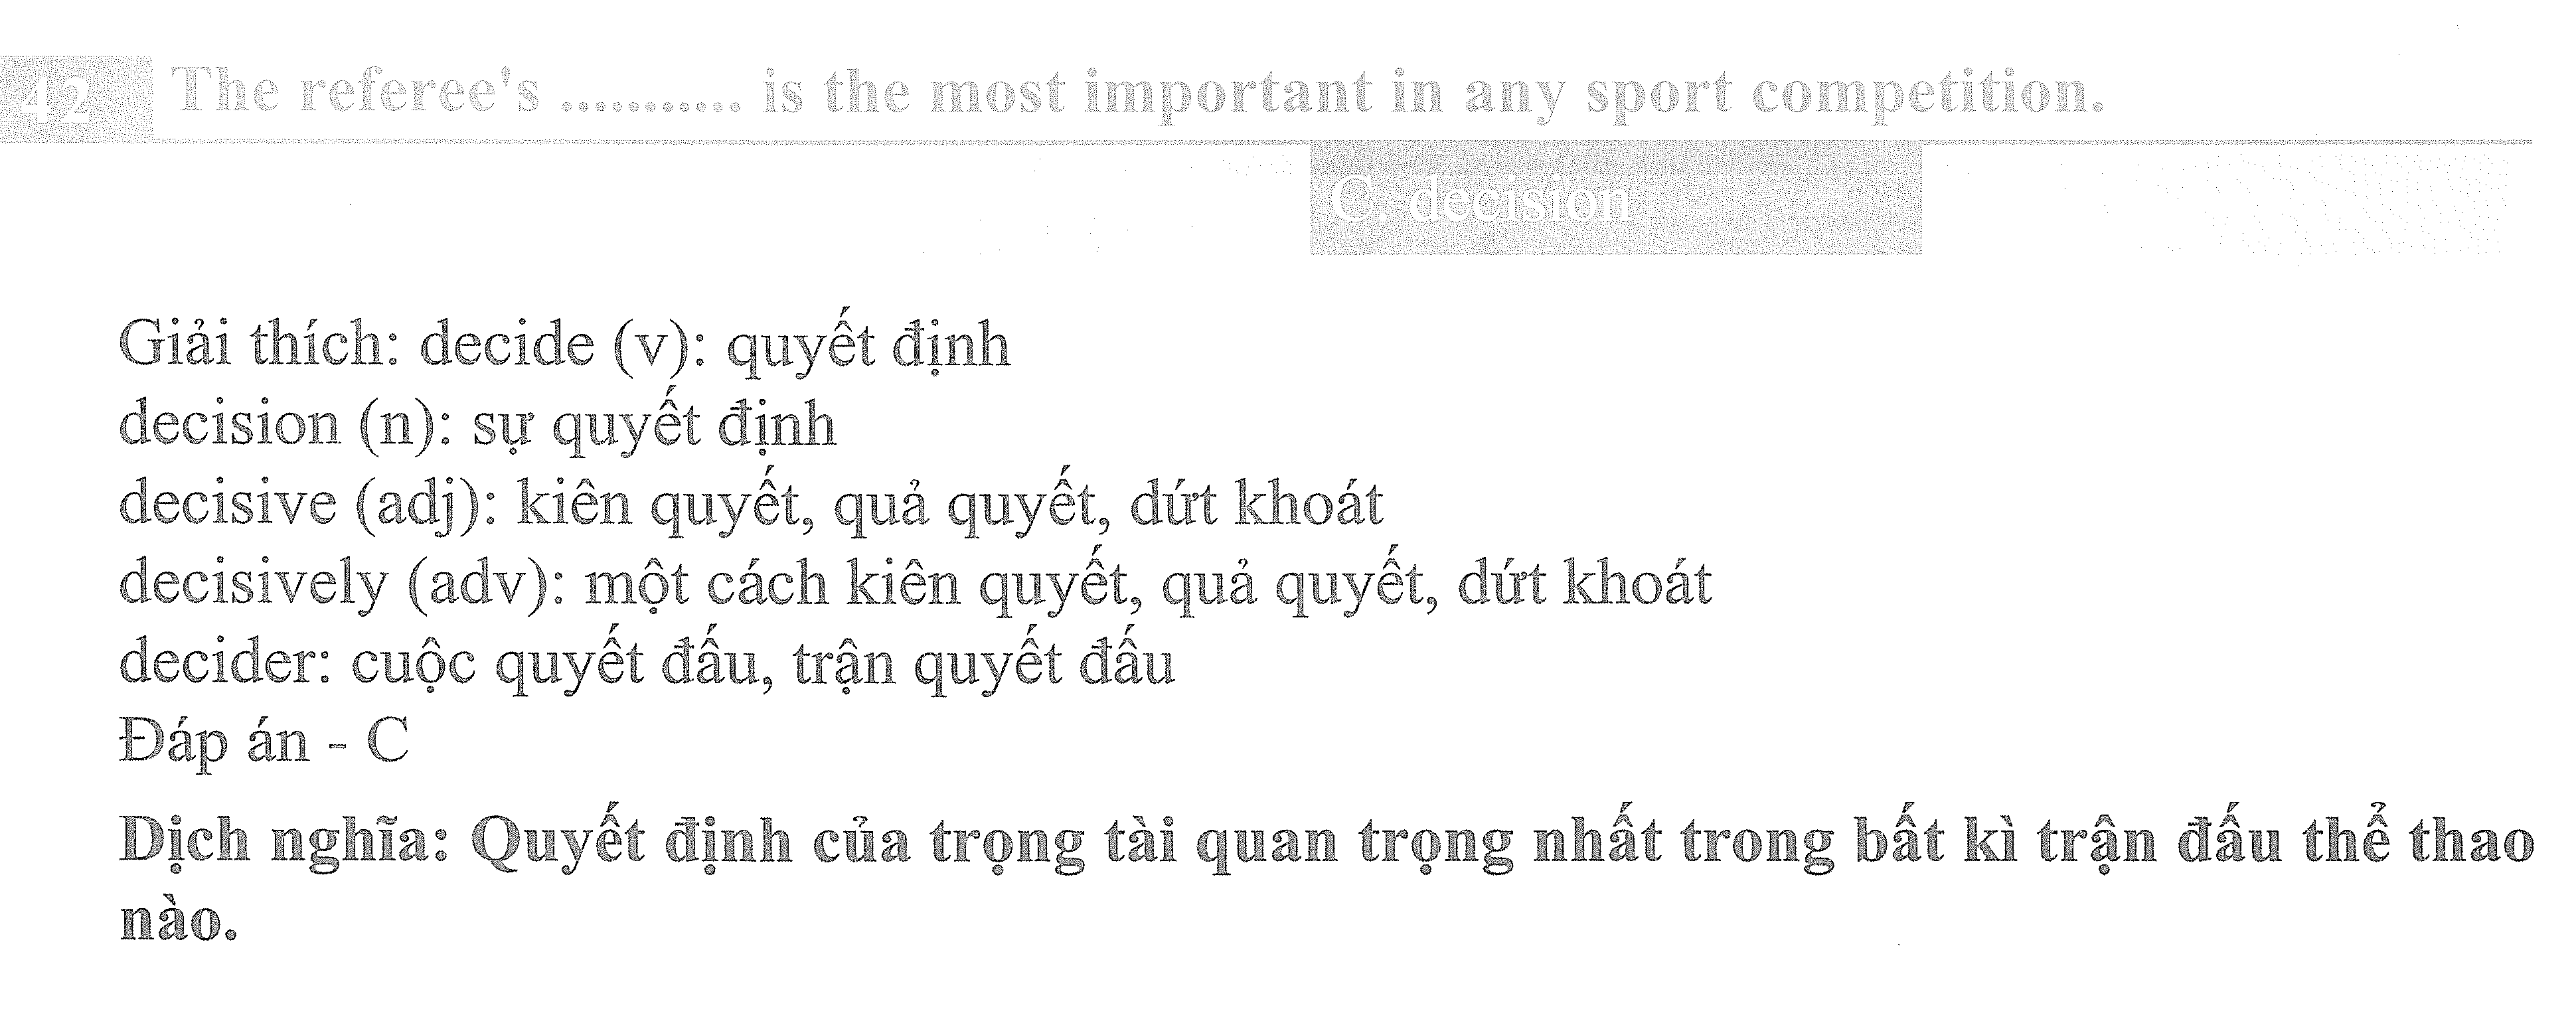 42 The referee's ........... is the most important in any sport competition.
C. decision
Giải thích: decide (v): quyết định
decision (n): sự quyết định
decisive (adj): kiên quyết, quả quyết, dứt khoát
decisively (adv): một cách kiên quyết, quả quyết, dứt khoát
decider: cuộc quyết đấu, trận quyết đấu
Đáp án - C
Dịch nghĩa: Quyết định của trọng tài quan trọng nhất trong bất kì trận đấu thể thao
nào.